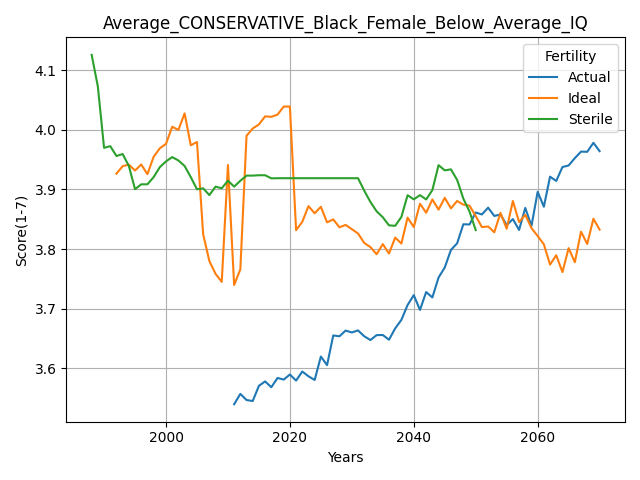 Average_CONSERVATIVE_Black_Female_Below_Average_IQ
Fertility
Actual
Ideal
Sterile
Score(1-7)
4.1
4.0
3.9
3.8
3.7
3.6
2000
2020
2040
2060
Years